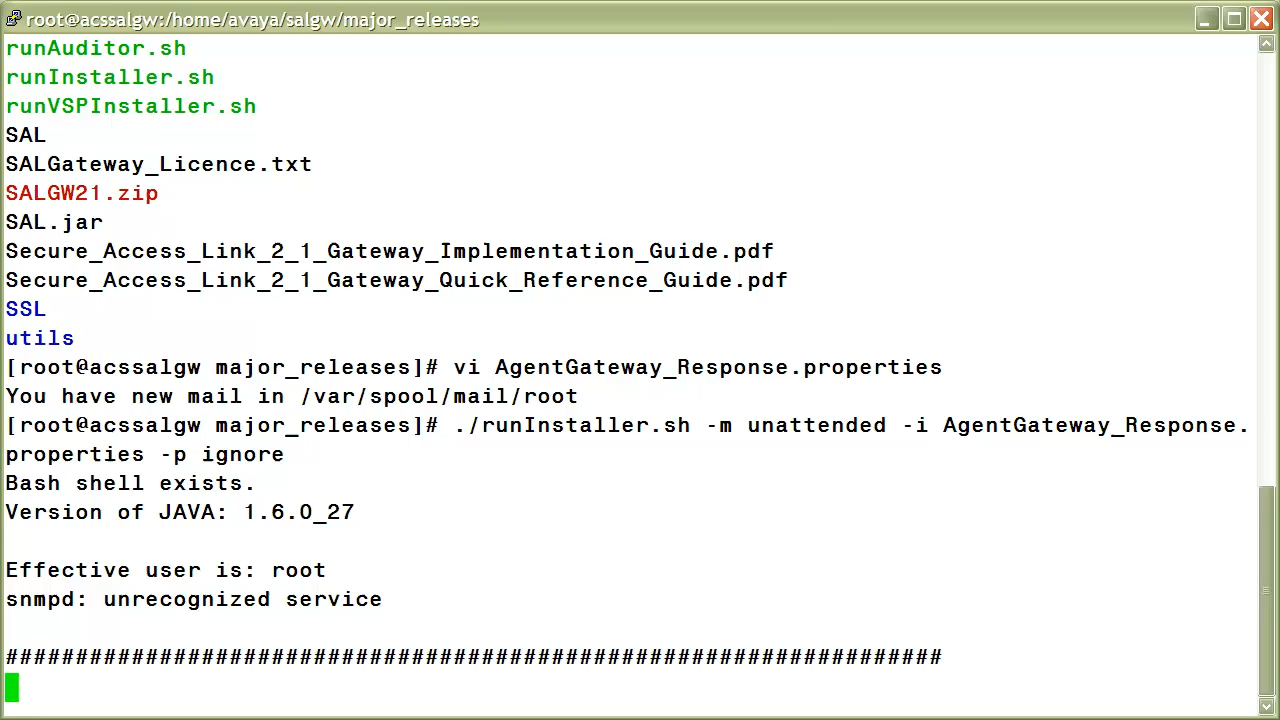 root@acssalgw:/home/avaya/salgw/major_releases
runAuditor.sh
runInstaller.sh
runVSPInstaller.sh
SAL
SALGateway_Licence.txt
SALGW21.zip
SAL.jar
Secure_Access_Link_2_1_Gateway_Implementation_Guide.pdf
Secure_Access_Link_2_1_Gateway_Quick_Reference_Guide.pdf
SSL
utils
[root@acssalgw major_releases]# vi AgentGateway_Response.properties
You have new mail in /var/spool/mail/root
[root@acssalgw major_releases]# ./runInstaller.sh -m unattended -i AgentGateway_Response.
properties -p ignore
Bash shell exists.
Version of JAVA: 1.6.0_27
Effective user is: root
snmpd: unrecognized service
###################################################################